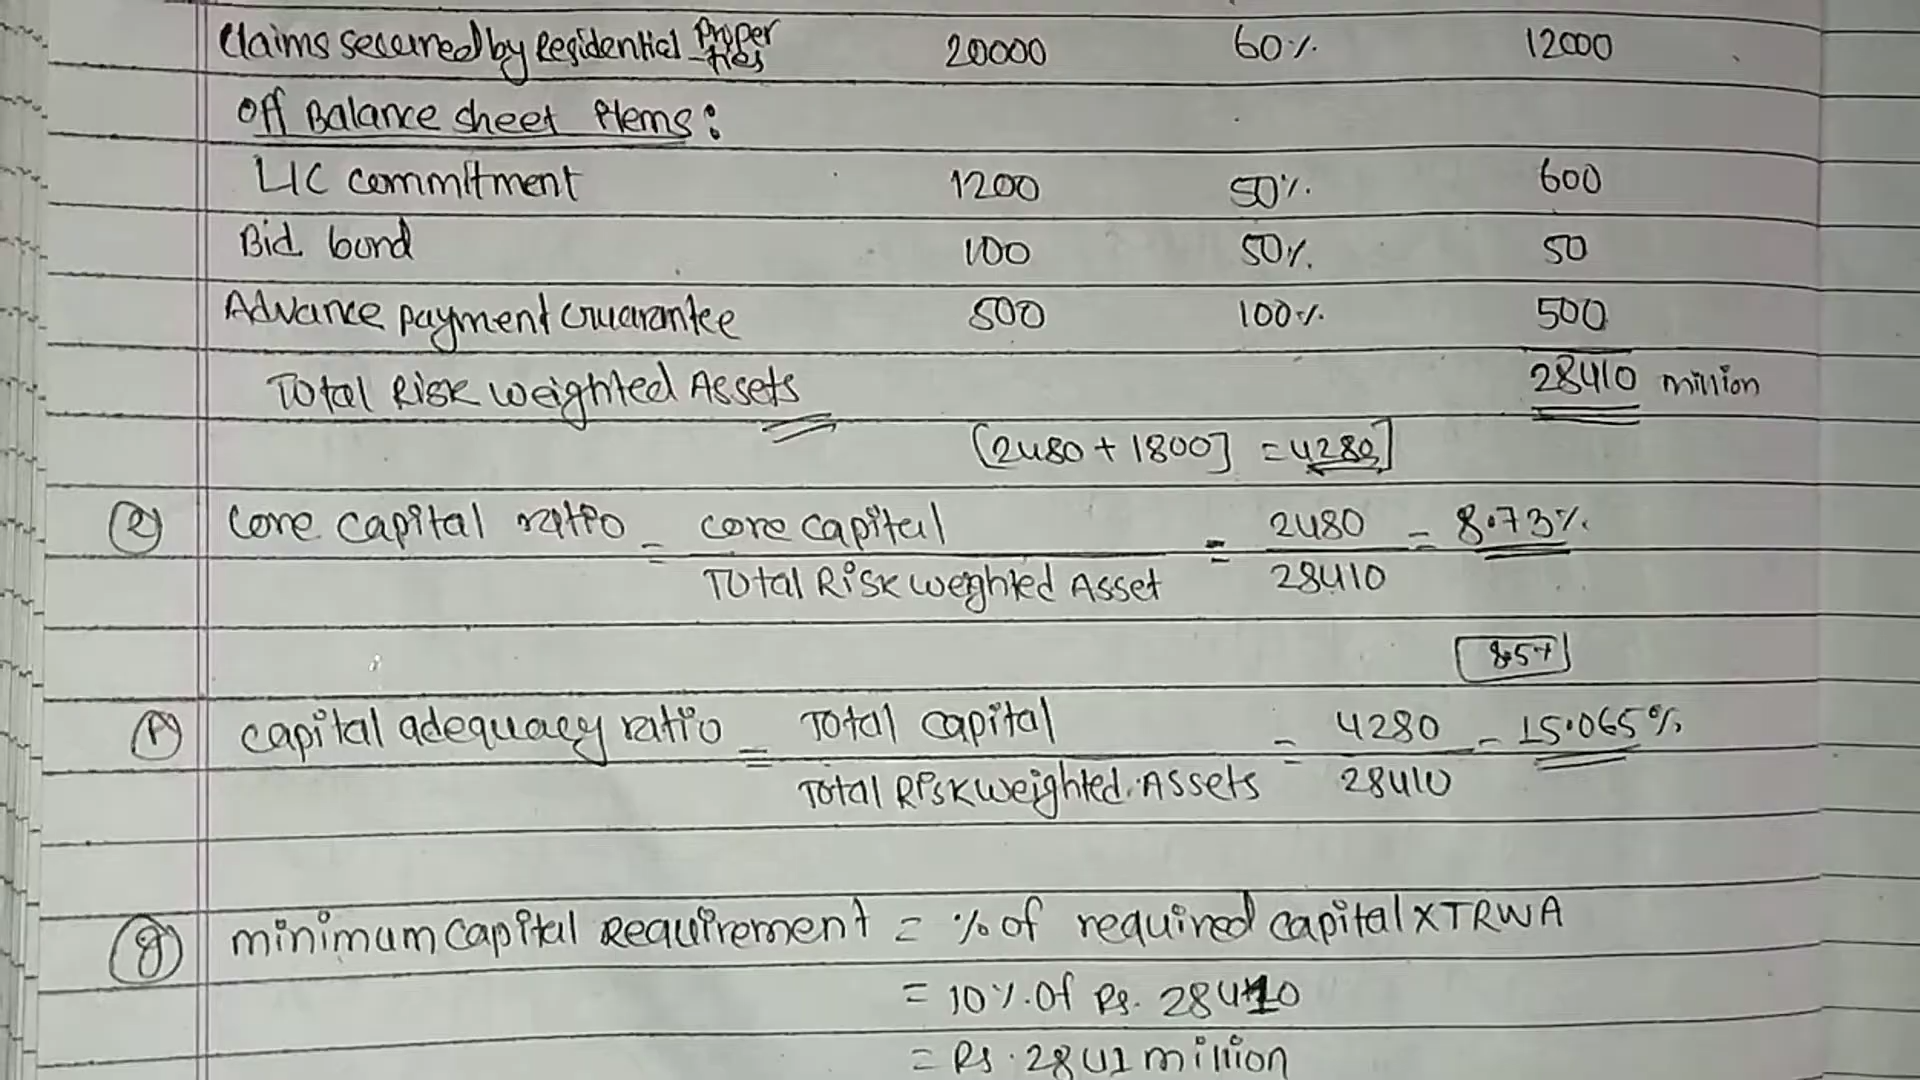 Claims secured by Residential Properties 20000 60% 12000
Off Balance sheet Items:
LIC commitment 1200 50% 600
Bid bond 100 50% 50
Advance payment Guarantee 500 100% 500
Total Risk weighted Assets 28410 million
[2480 + 1800] = 4280]
e) core capital ratio = core capital / Total Risk weighted Asset = 2480 / 28410 = 8.73%
[8.5+]
f) capital adequacy ratio = Total capital / Total Risk weighted Assets = 4280 / 28410 = 15.065%
g) minimum capital Requirement = % of required capital X TRWA
= 10% of Rs. 28410
= Rs. 2841 million